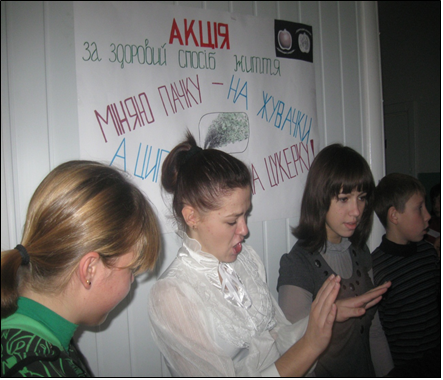 АКЦІЯ
за здоровий спосіб життя
МІНЯЮ ПАЧКУ – НА ЖУВАЧКИ
А ЦИГ НА ЦУКЕРКУ!